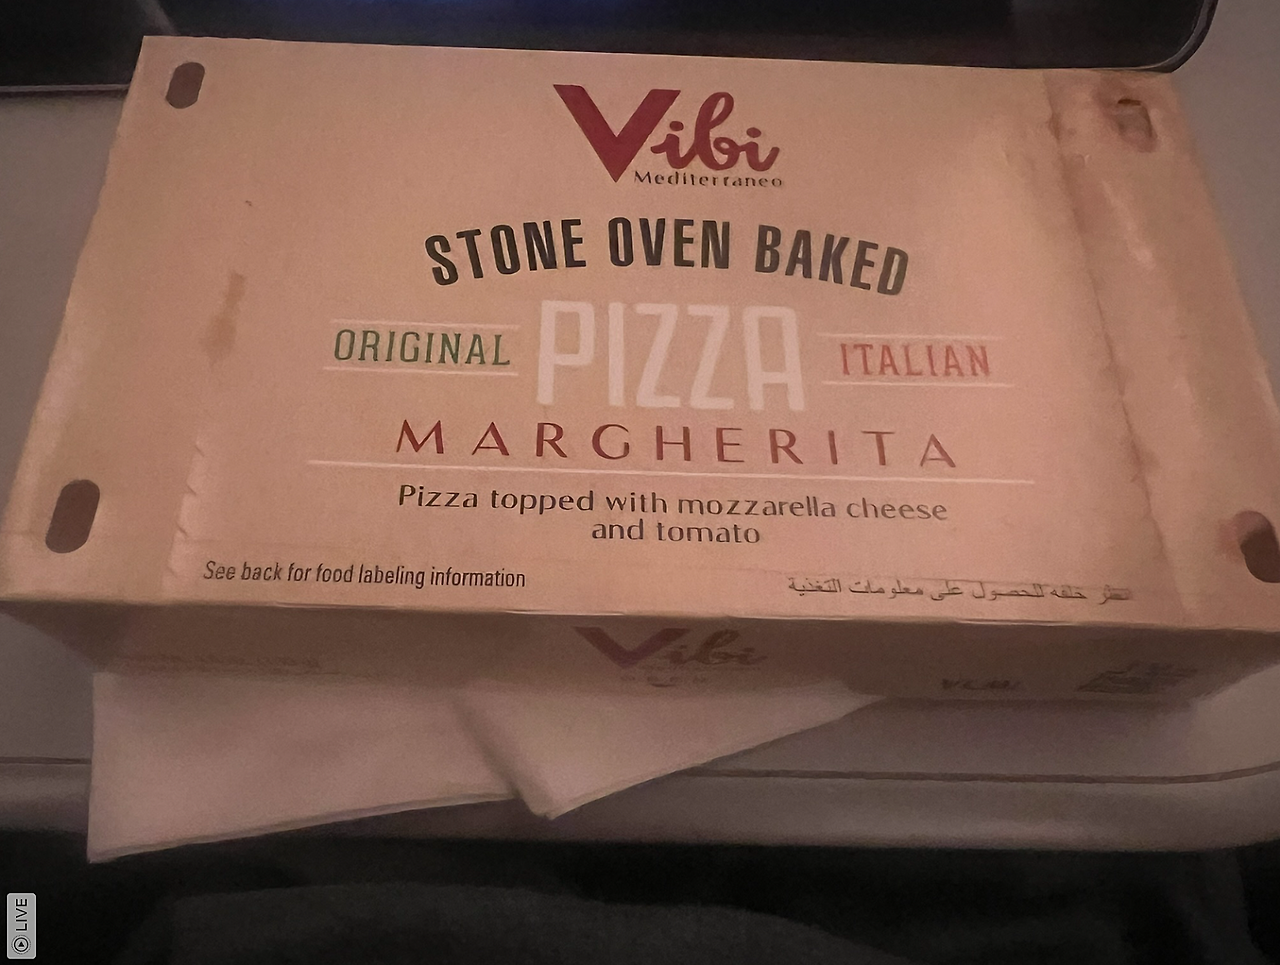 Vibi
Mediterraneo
STONE OVEN BAKED
ORIGINAL PIZZA ITALIAN
MARGHERITA
Pizza topped with mozzarella cheese
and tomato
See back for food labeling information
انظر خلفه للحصول على معلومات التغذية
Vibi
LIVE